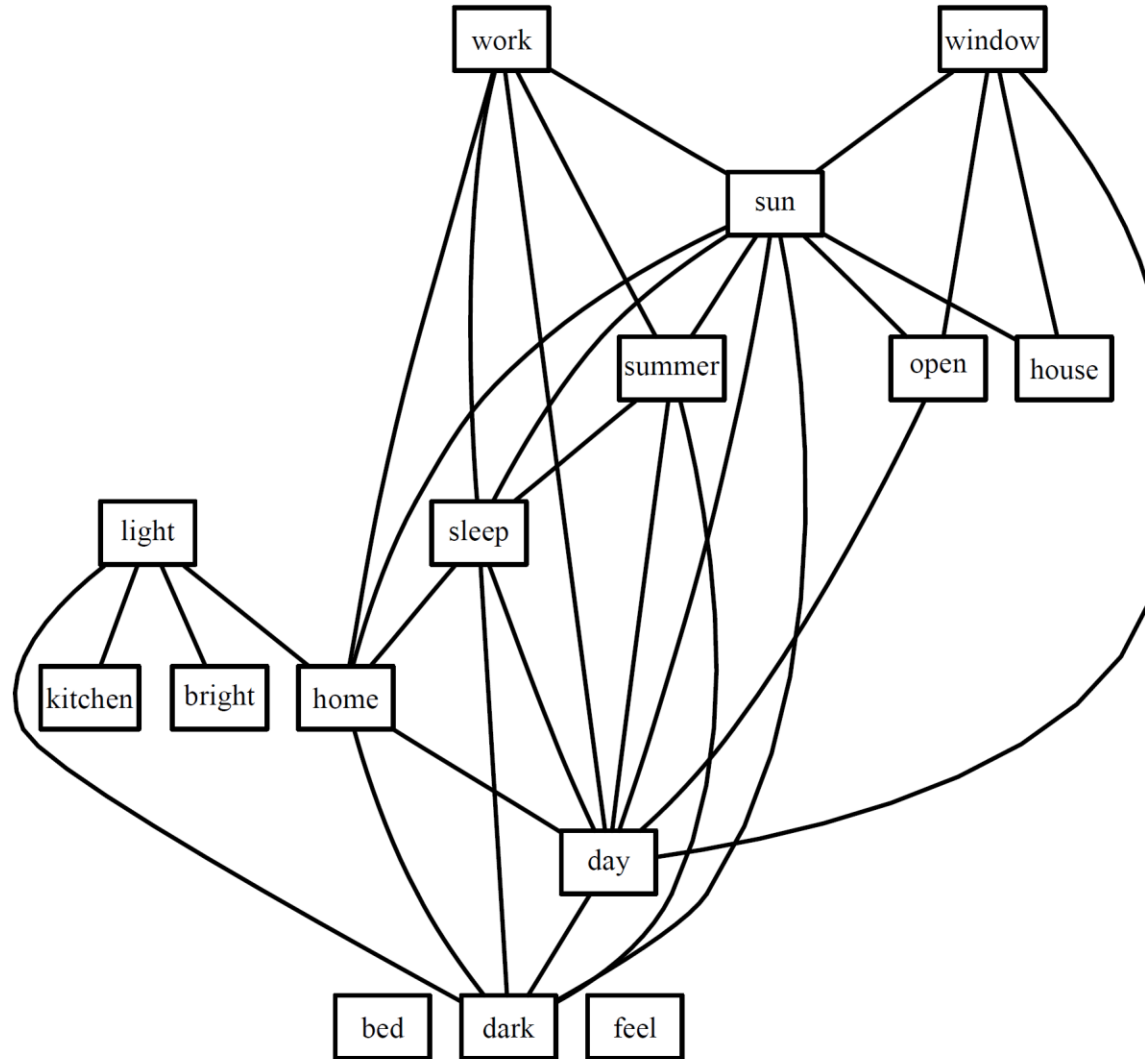 work
window
sun
summer
open
house
light
sleep
kitchen
bright
home
day
bed
dark
feel